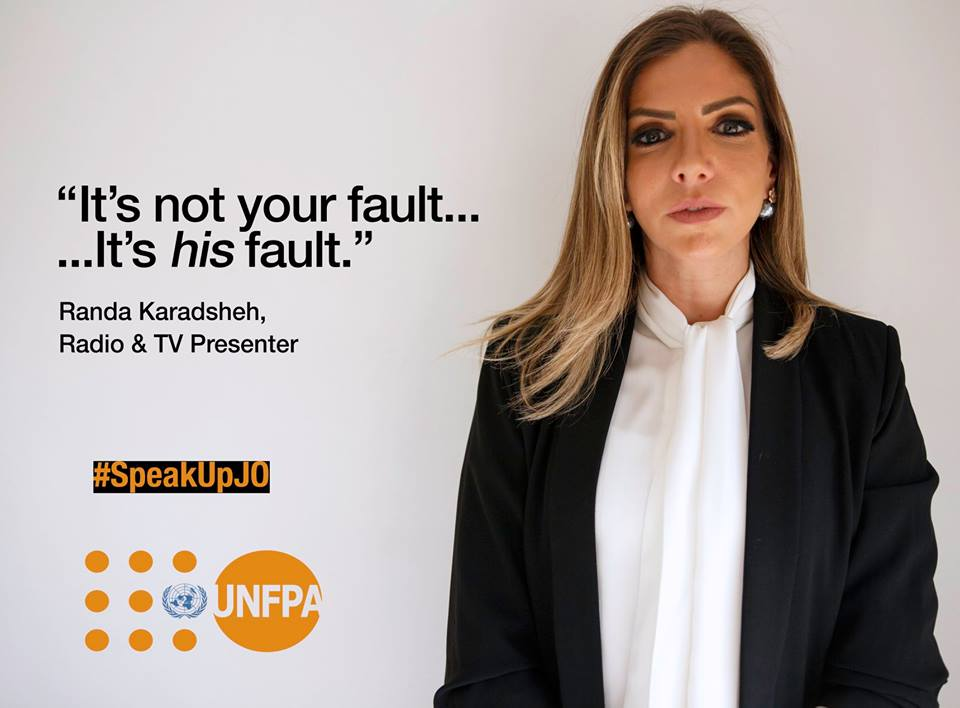 “It’s not your fault...
...It’s his fault.”
Randa Karadsheh,
Radio & TV Presenter
#SpeakUpJO
UNFPA